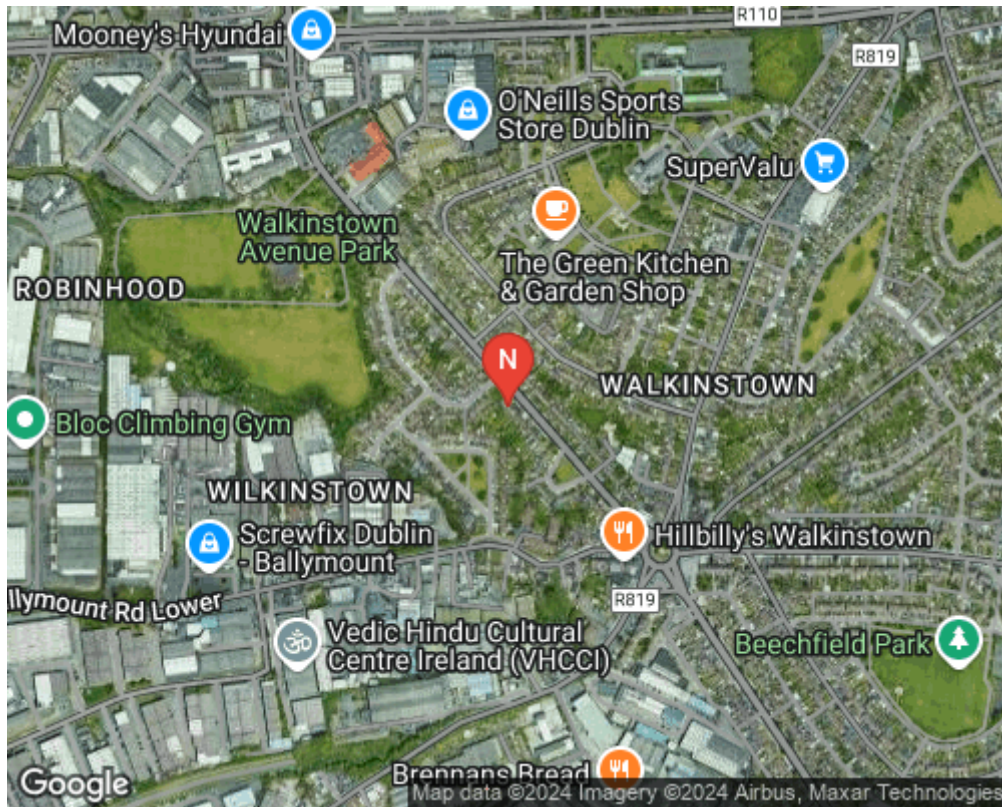 R110
Mooney's Hyundai
R819
O'Neills Sports
Store Dublin
SuperValu
Walkinstown
Avenue Park
The Green Kitchen
& Garden Shop
ROBINHOOD
N
WALKINSTOWN
Bloc Climbing Gym
WILKINSTOWN
Screwfix Dublin
- Ballymount
Hillbilly's Walkinstown
llymount Rd Lower
R819
Vedic Hindu Cultural
Centre Ireland (VHCCI)
Beechfield Park
Brennans Bread
Google
Map data ©2024 Imagery ©2024 Airbus, Maxar Technologies